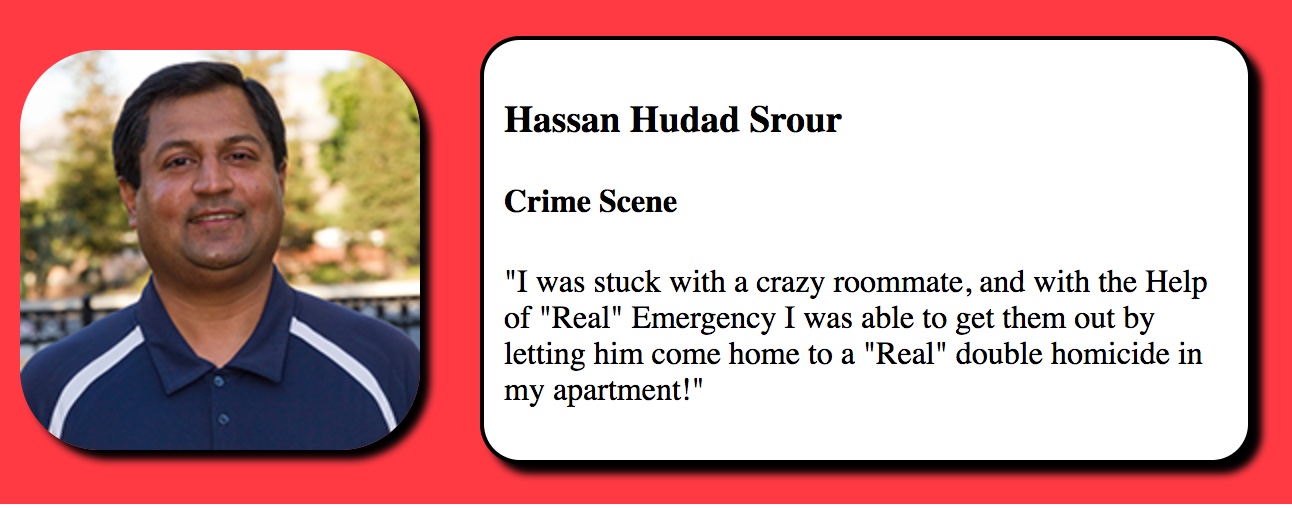 Hassan Hudad Srour
Crime Scene
"I was stuck with a crazy roommate, and with the Help
of "Real" Emergency I was able to get them out by
letting him come home to a "Real" double homicide in
my apartment!"